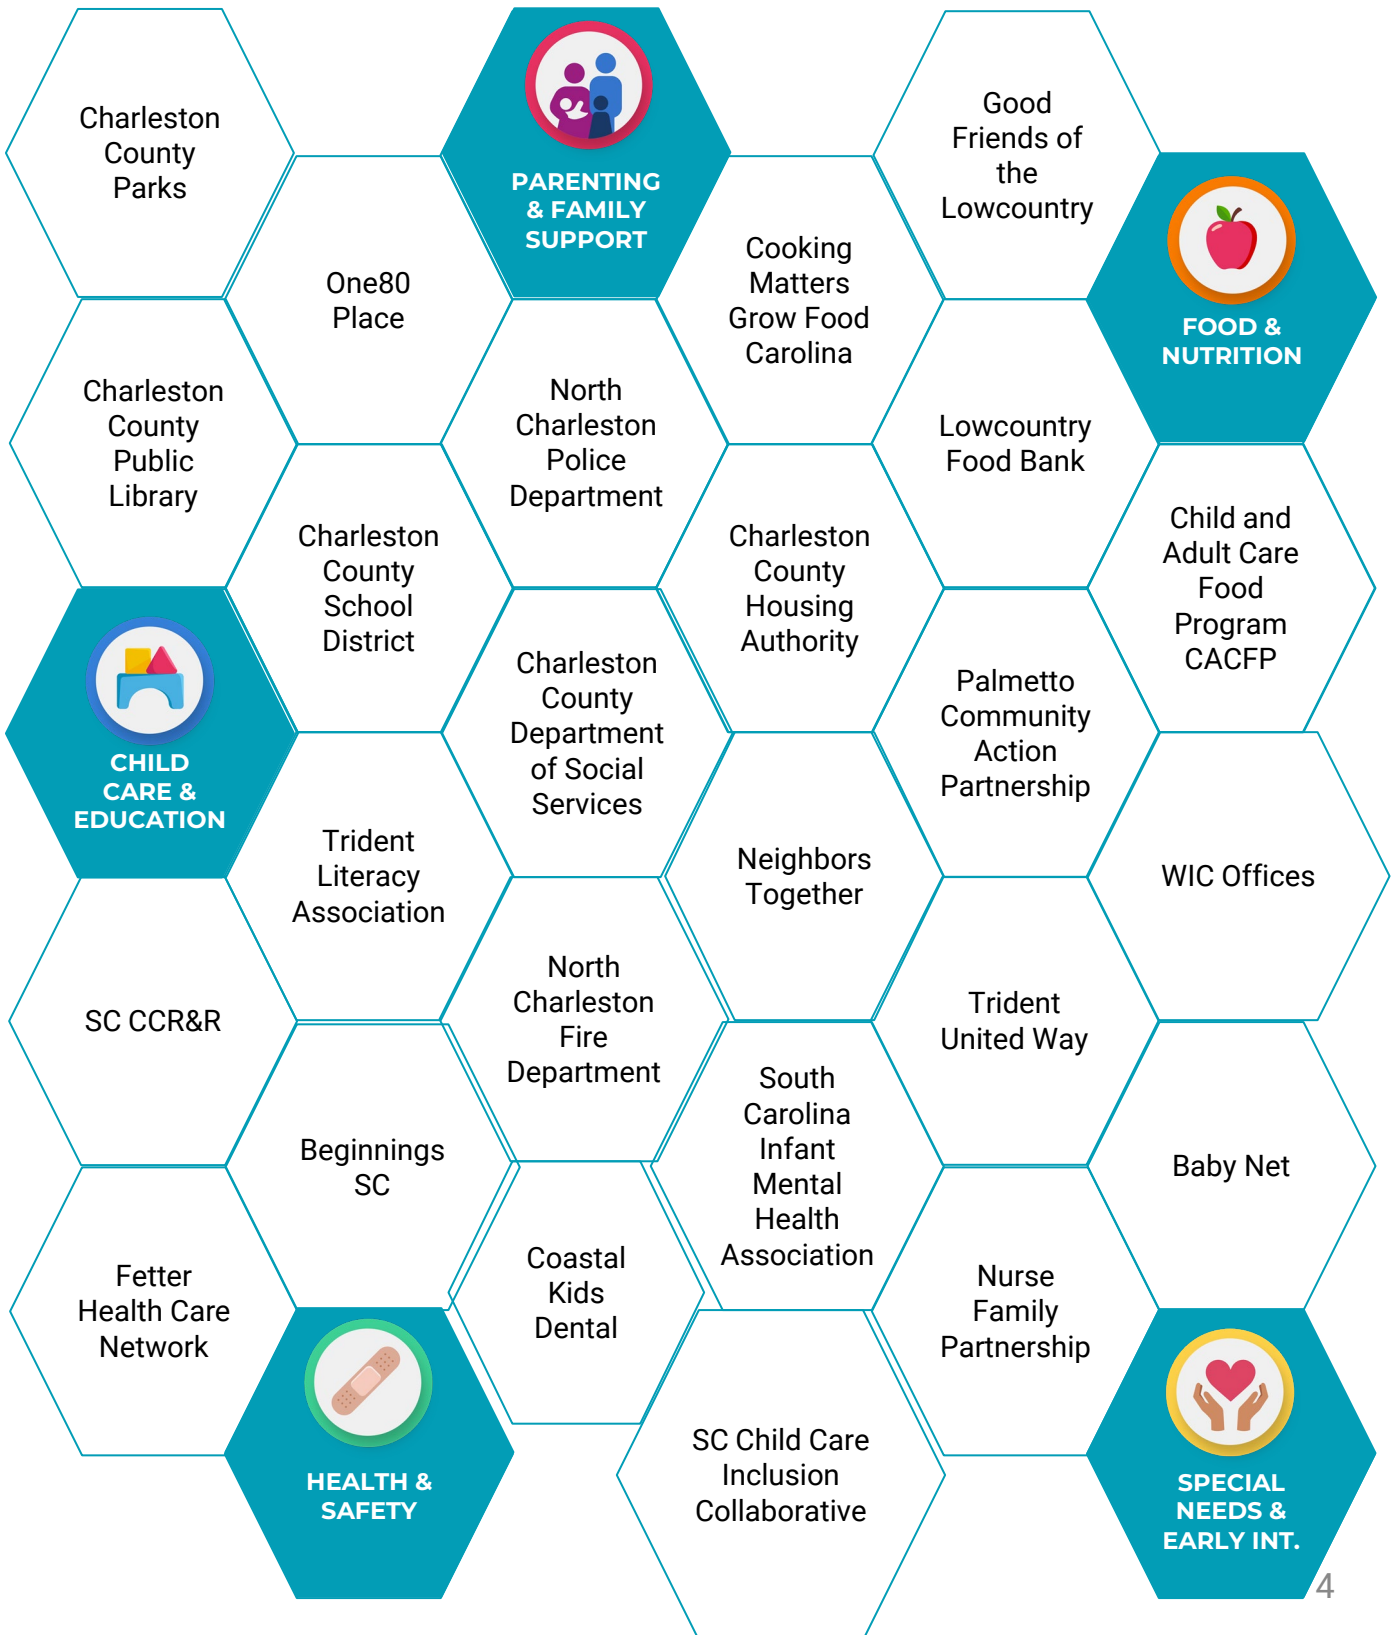 Charleston
County
Parks
PARENTING
& FAMILY
SUPPORT
Good
Friends of
the
Lowcountry
One80
Place
Cooking
Matters
Grow Food
Carolina
FOOD &
NUTRITION
Charleston
County
Public
Library
North
Charleston
Police
Department
Lowcountry
Food Bank
Charleston
County
School
District
Charleston
County
Housing
Authority
Child and
Adult Care
Food
Program
CACFP
CHILD
CARE &
EDUCATION
Charleston
County
Department
of Social
Services
Palmetto
Community
Action
Partnership
Trident
Literacy
Association
Neighbors
Together
WIC Offices
SC CCR&R
North
Charleston
Fire
Department
Trident
United Way
Beginnings
SC
South
Carolina
Infant
Mental
Health
Association
Baby Net
Fetter
Health Care
Network
Coastal
Kids
Dental
Nurse
Family
Partnership
HEALTH &
SAFETY
SC Child Care
Inclusion
Collaborative
SPECIAL
NEEDS &
EARLY INT.
4